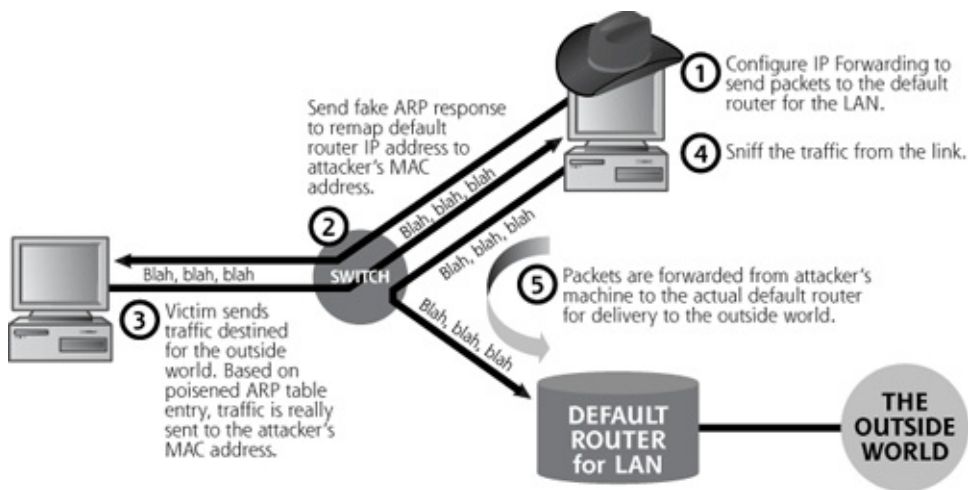 1
Configure IP Forwarding to
send packets to the default
router for the LAN.
Send fake ARP response
to remap default
router IP address to
attacker's MAC
address.
2
4
Sniff the traffic from the link.
Blah, blah, blah
Blah, blah, blah
Blah, blah, blah
SWITCH
3
Victim sends
traffic destined
for the outside
world. Based on
poisened ARP table
entry, traffic is really
sent to the attacker's
MAC address.
5
Packets are forwarded from attacker's
machine to the actual default router
for delivery to the outside world.
Blah, blah, blah
DEFAULT
ROUTER
for LAN
THE
OUTSIDE
WORLD